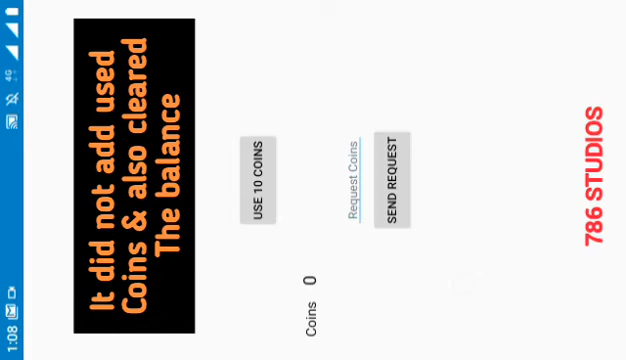 1:08
4G
It did not add used
Coins & also cleared
The balance
USE 10 COINS
Coins 0
Request Coins
SEND REQUEST
786 STUDIOS